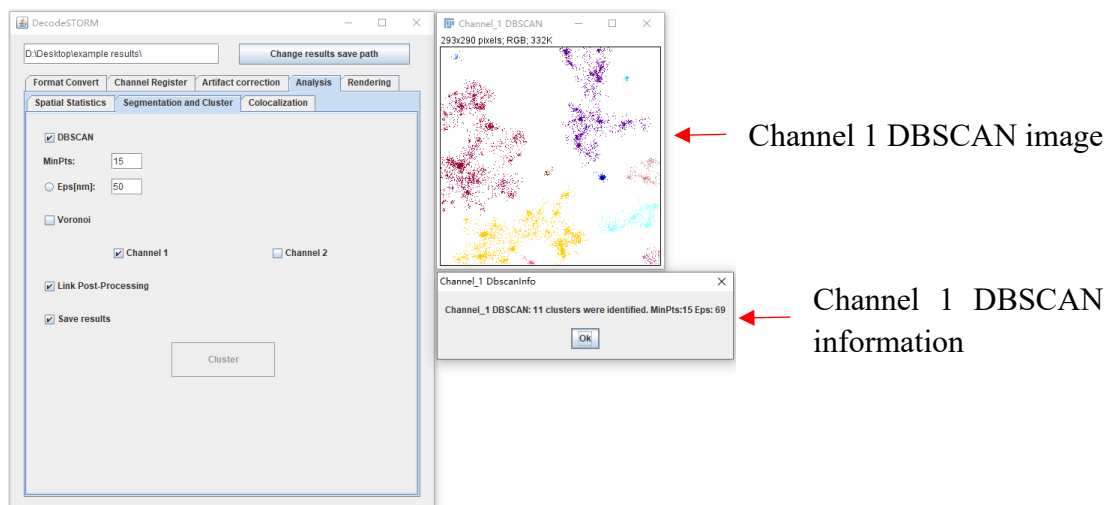 DecodeSTORM
D:\Desktop\example results\
Change results save path
Format Convert Channel Register Artifact correction Analysis Rendering
Spatial Statistics Segmentation and Cluster Colocalization
DBSCAN
MinPts: 15
Eps[nm]: 50
Voronoi
Channel 1 Channel 2
Link Post-Processing
Save results
Cluster
Channel_1 DBSCAN
293x290 pixels; RGB; 332K
Channel 1 DBSCAN image
Channel_1 DbscanInfo
Channel_1 DBSCAN: 11 clusters were identified. MinPts:15 Eps: 69
Ok
Channel 1 DBSCAN
information